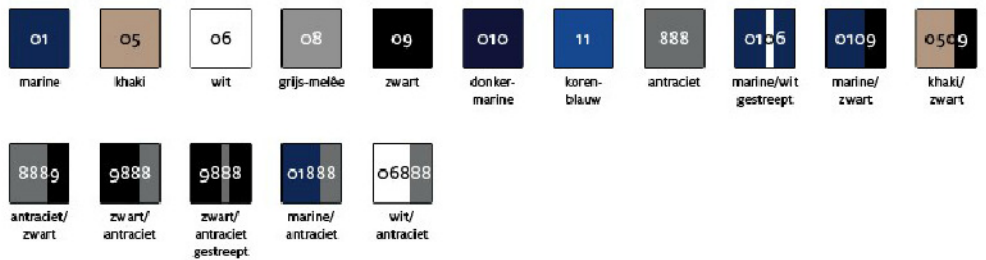 01 05 06 08 09 010 11 888 0106 0109 0509
marine khaki wit grijs-melêe zwart donker- koren- antraciet marine/wit marine/ khaki/
marine blauw gestreept zwart zwart
8889 9888 9888 01888 06888
antraciet/ zwart/ zwart/ marine/ wit/
zwart antraciet antraciet antraciet antraciet
gestreept